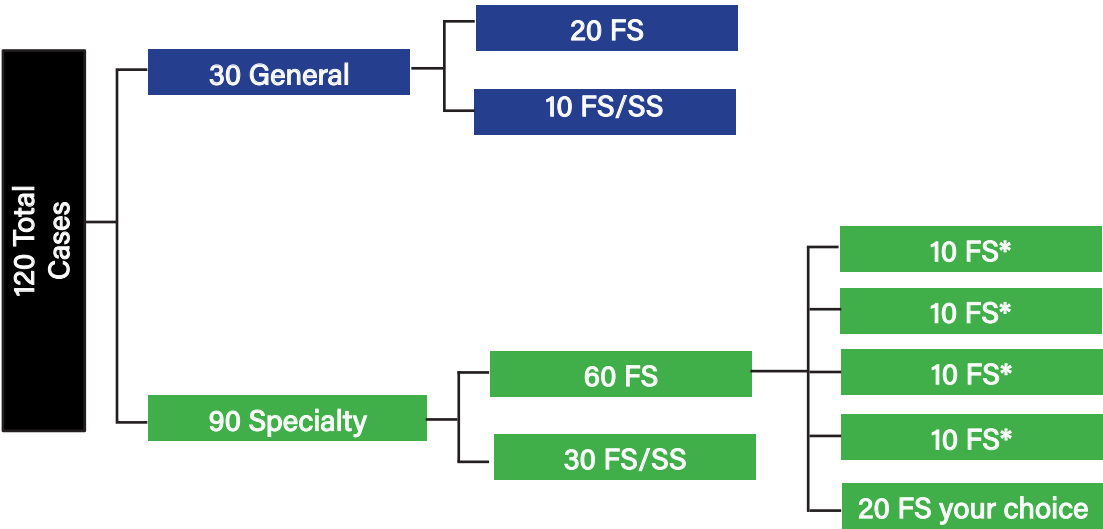 120 Total
Cases
30 General
20 FS
10 FS/SS
90 Specialty
60 FS
30 FS/SS
10 FS*
10 FS*
10 FS*
10 FS*
20 FS your choice